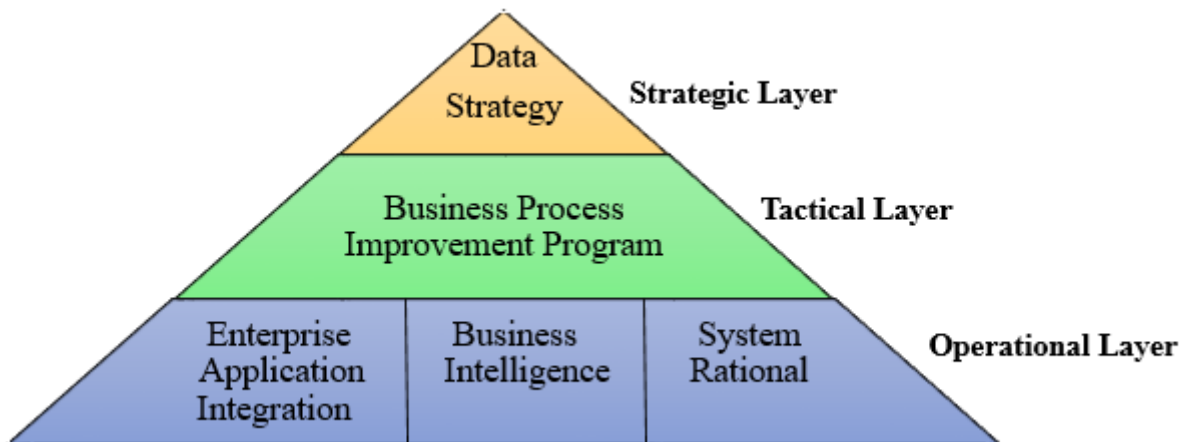 Data
Strategy
Strategic Layer
Business Process
Improvement Program
Tactical Layer
Enterprise
Application
Integration
Business
Intelligence
System
Rational
Operational Layer